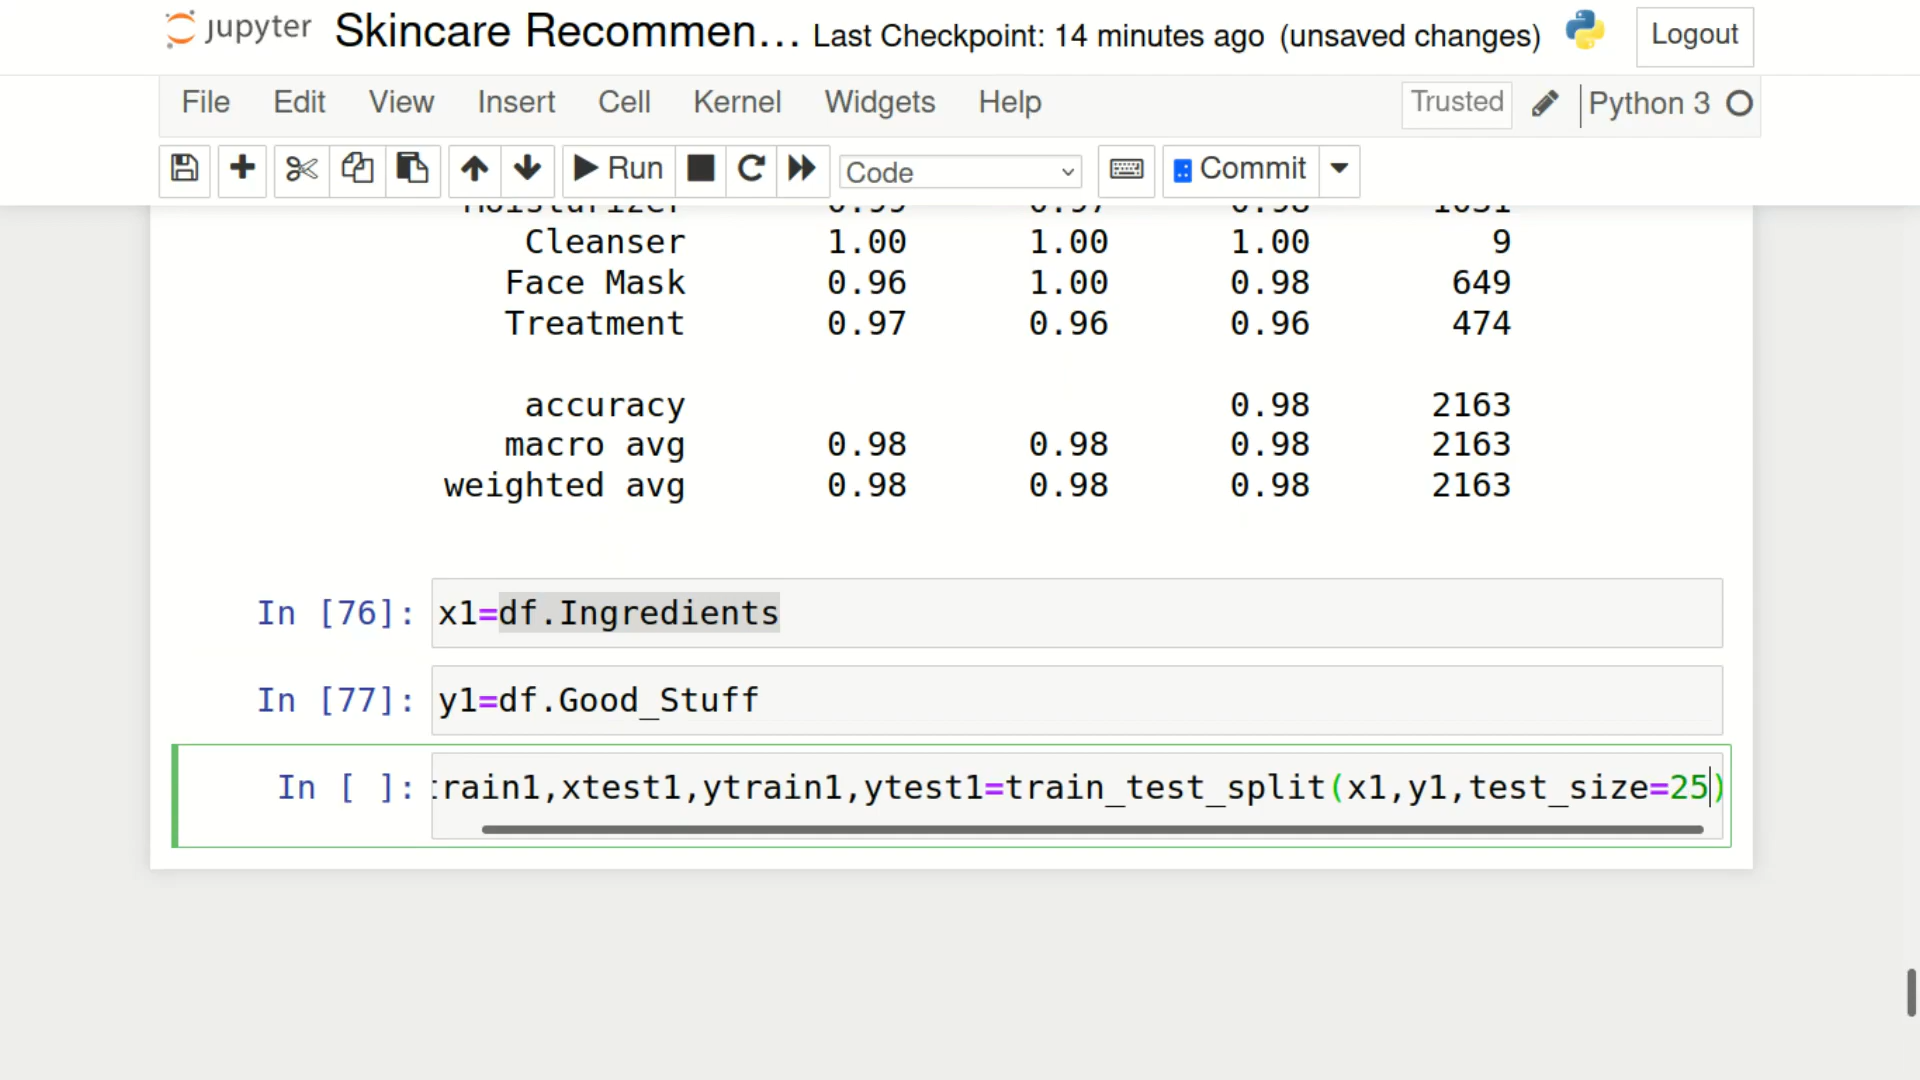 jupyter Skincare Recommen... Last Checkpoint: 14 minutes ago (unsaved changes) Logout
File Edit View Insert Cell Kernel Widgets Help Trusted Python 3
Run Code Commit
Cleanser 1.00 1.00 1.00 9
Face Mask 0.96 1.00 0.98 649
Treatment 0.97 0.96 0.96 474
accuracy 0.98 2163
macro avg 0.98 0.98 0.98 2163
weighted avg 0.98 0.98 0.98 2163
In [76]: x1=df.Ingredients
In [77]: y1=df.Good_Stuff
In [ ]: train1,xtest1,ytrain1,ytest1=train_test_split(x1,y1,test_size=25)